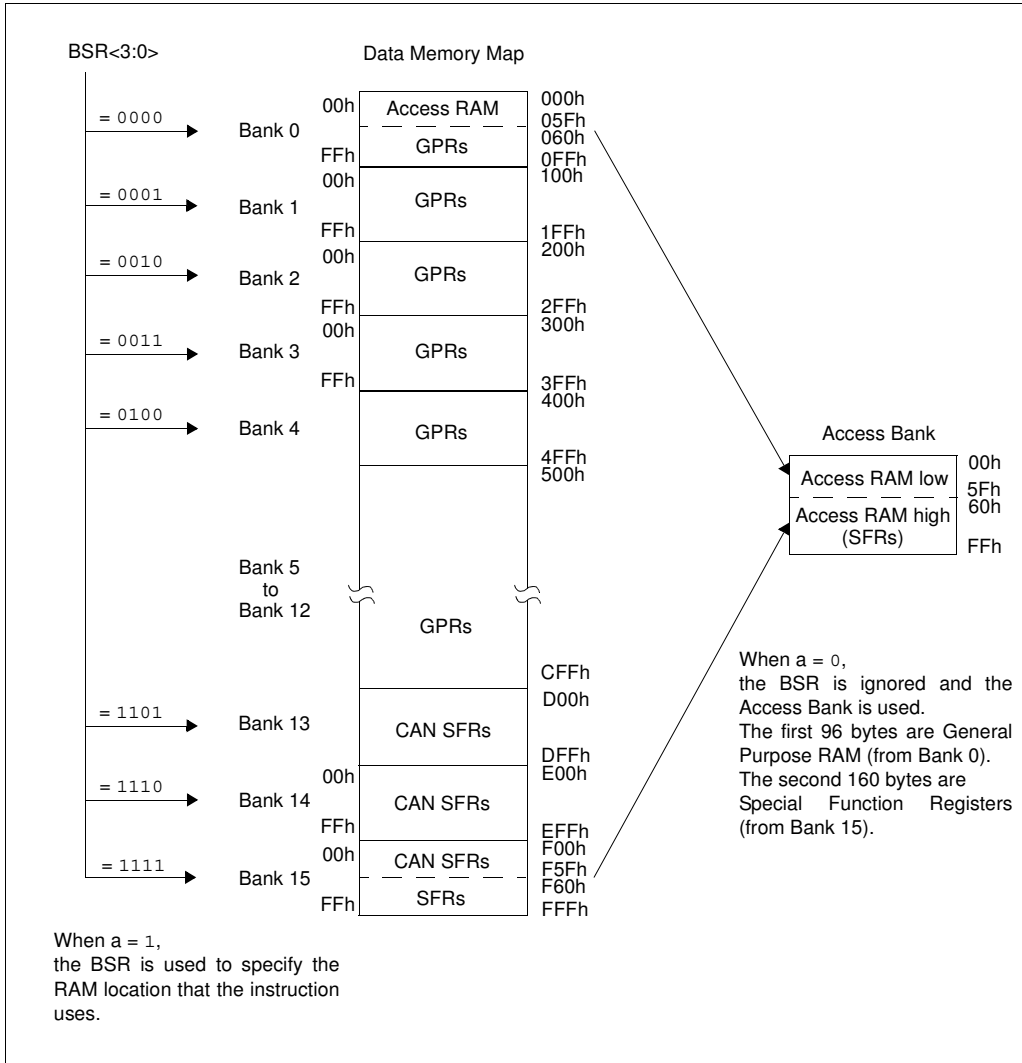 BSR<3:0>
Data Memory Map
= 0000
Bank 0
00h
Access RAM
000h
05Fh
060h
FFh
GPRs
0FFh
= 0001
Bank 1
00h
GPRs
100h
FFh
1FFh
= 0010
Bank 2
00h
GPRs
200h
FFh
2FFh
= 0011
Bank 3
00h
GPRs
300h
FFh
3FFh
= 0100
Bank 4
GPRs
400h
4FFh
500h
Bank 5
to
Bank 12
GPRs
CFFh
= 1101
Bank 13
CAN SFRs
D00h
DFFh
= 1110
Bank 14
00h
CAN SFRs
E00h
FFh
EFFh
= 1111
Bank 15
00h
CAN SFRs
F00h
F5Fh
F60h
FFh
SFRs
FFFh
Access Bank
Access RAM low
00h
5Fh
60h
Access RAM high
(SFRs)
FFh
When a = 0,
the BSR is ignored and the
Access Bank is used.
The first 96 bytes are General
Purpose RAM (from Bank 0).
The second 160 bytes are
Special Function Registers
(from Bank 15).
When a = 1,
the BSR is used to specify the
RAM location that the instruction
uses.